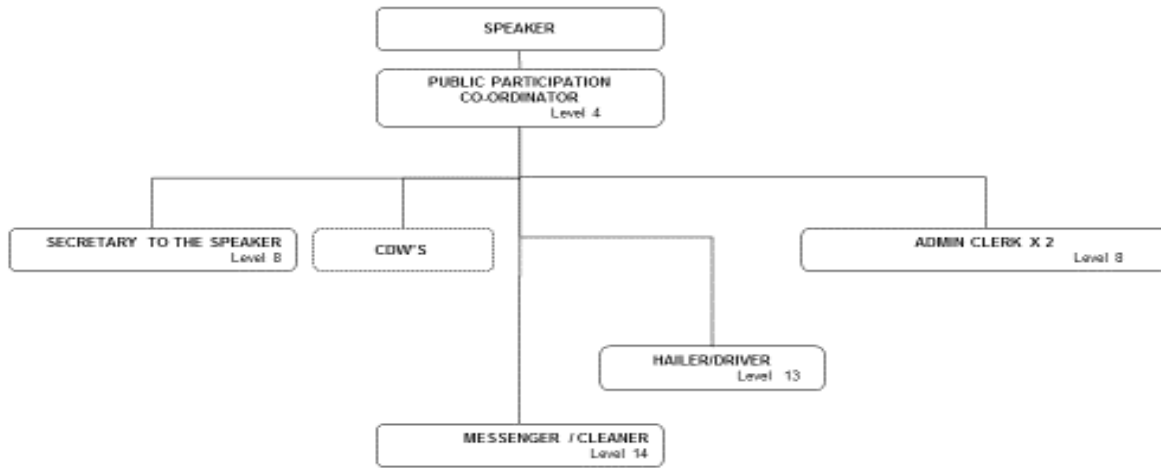 SPEAKER
PUBLIC PARTICIPATION
CO-ORDINATOR
Level 4
SECRETARY TO THE SPEAKER
Level 8
CDW'S
ADMIN CLERK X 2
Level 8
HAILER/DRIVER
Level 13
MESSENGER / CLEANER
Level 14